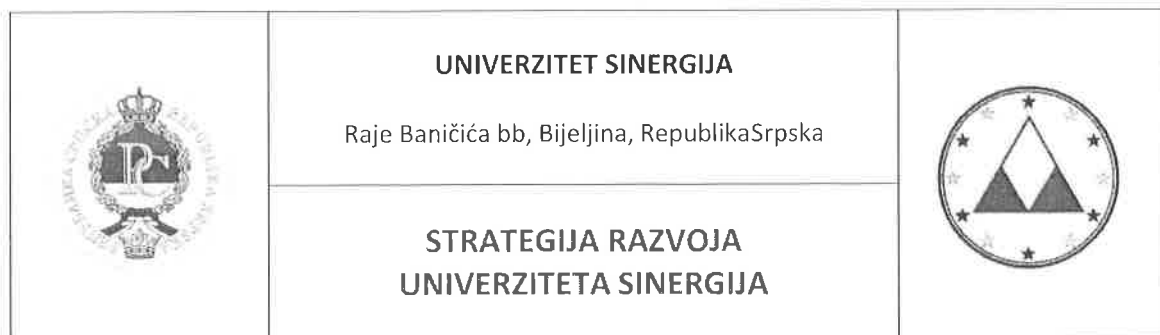 UNIVERZITET SINERGIJA
Raje Baničića bb, Bijeljina, RepublikaSrpska
STRATEGIJA RAZVOJA
UNIVERZITETA SINERGIJA